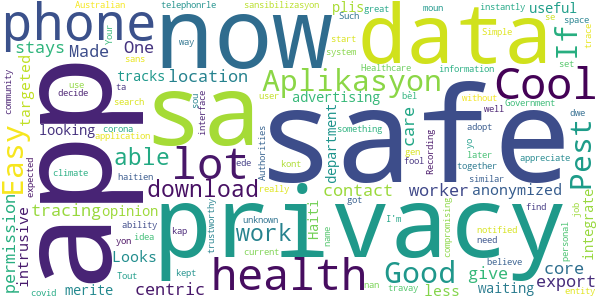 Australian
telephonrle
sansibilizasyon
plis
Such
great
moun
Simple
se
space
instantly
useful
phone
now
data
If
set
trace
stays
Made
One
Your
way
sans
start
system
Healthcare
information
tracks
location
Aplikasyon
Cool
community
targeted
use
decide
ta
search
looking
corona
application
advertising
user
without
Government
app
sa
safe
Easy
able
lot
sou
interface
ede
Authorities
kont
department
care
something
gen
fool
Recording
well
yo
together
adopt
later
similar
dwe
appreciate
Pest
climate
expected
haitien
download
really
contact
worker
anonymized
permission
tracing
opinion
privacy
Haiti
name
got
I'm
compromising
notified
need
find
job
personal
integrate
intrusive
ability
yon
idea
trustworthy
unknown
work
current
believe
Looks
kap
Tout
kept
health
Good
give
core
covid
merite
centric
nan
travay
less
waiting
export
entity